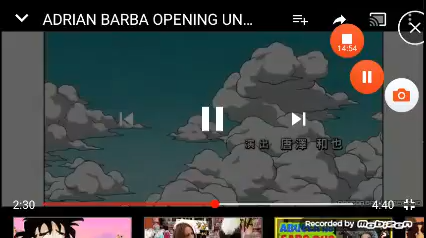 ADRIAN BARBA OPENING UN...
14:54
演出 唐澤 和也
2:30
4:40
Recorded by Mobizen